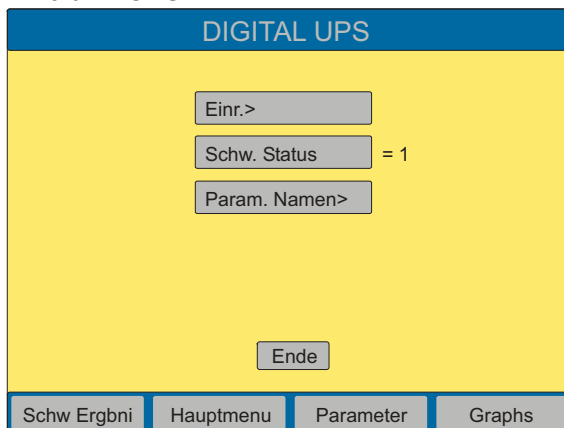 DIGITAL UPS
Einr.>
Schw. Status = 1
Param. Namen>
Ende
Schw Ergbni Hauptmenu Parameter Graphs